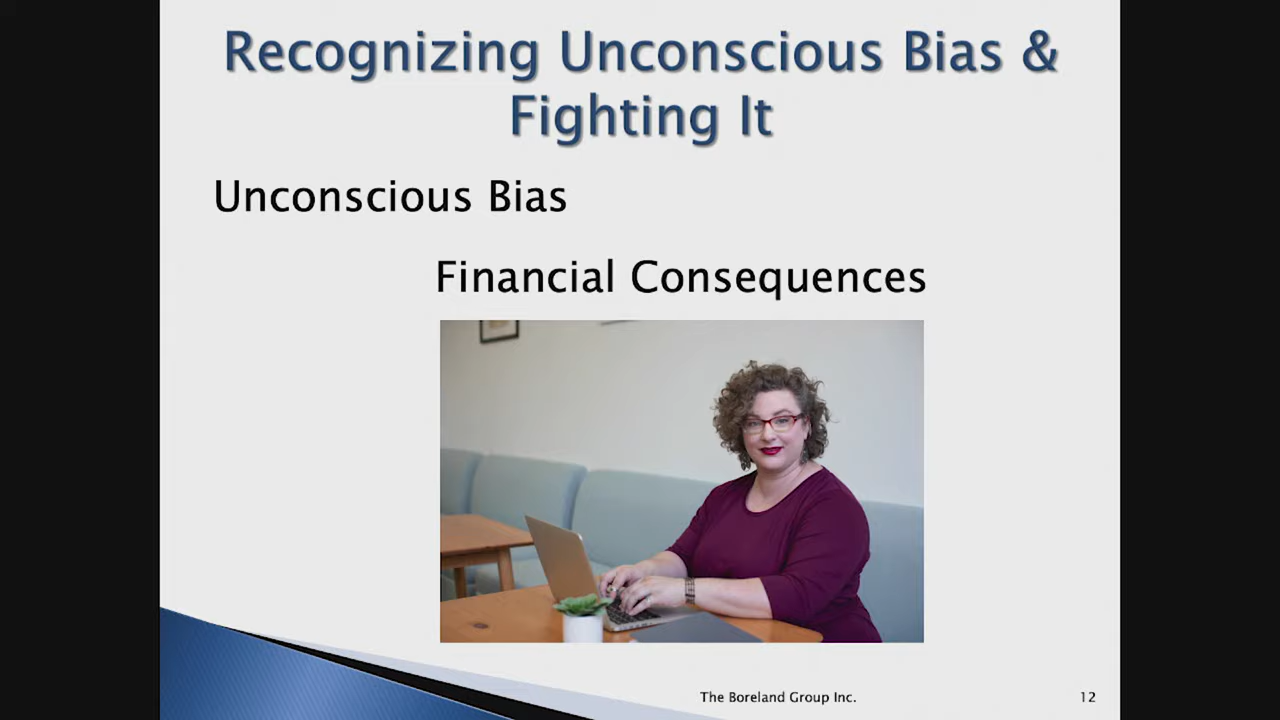 Recognizing Unconscious Bias &
Fighting It
Unconscious Bias
Financial Consequences
The Boreland Group Inc.
12